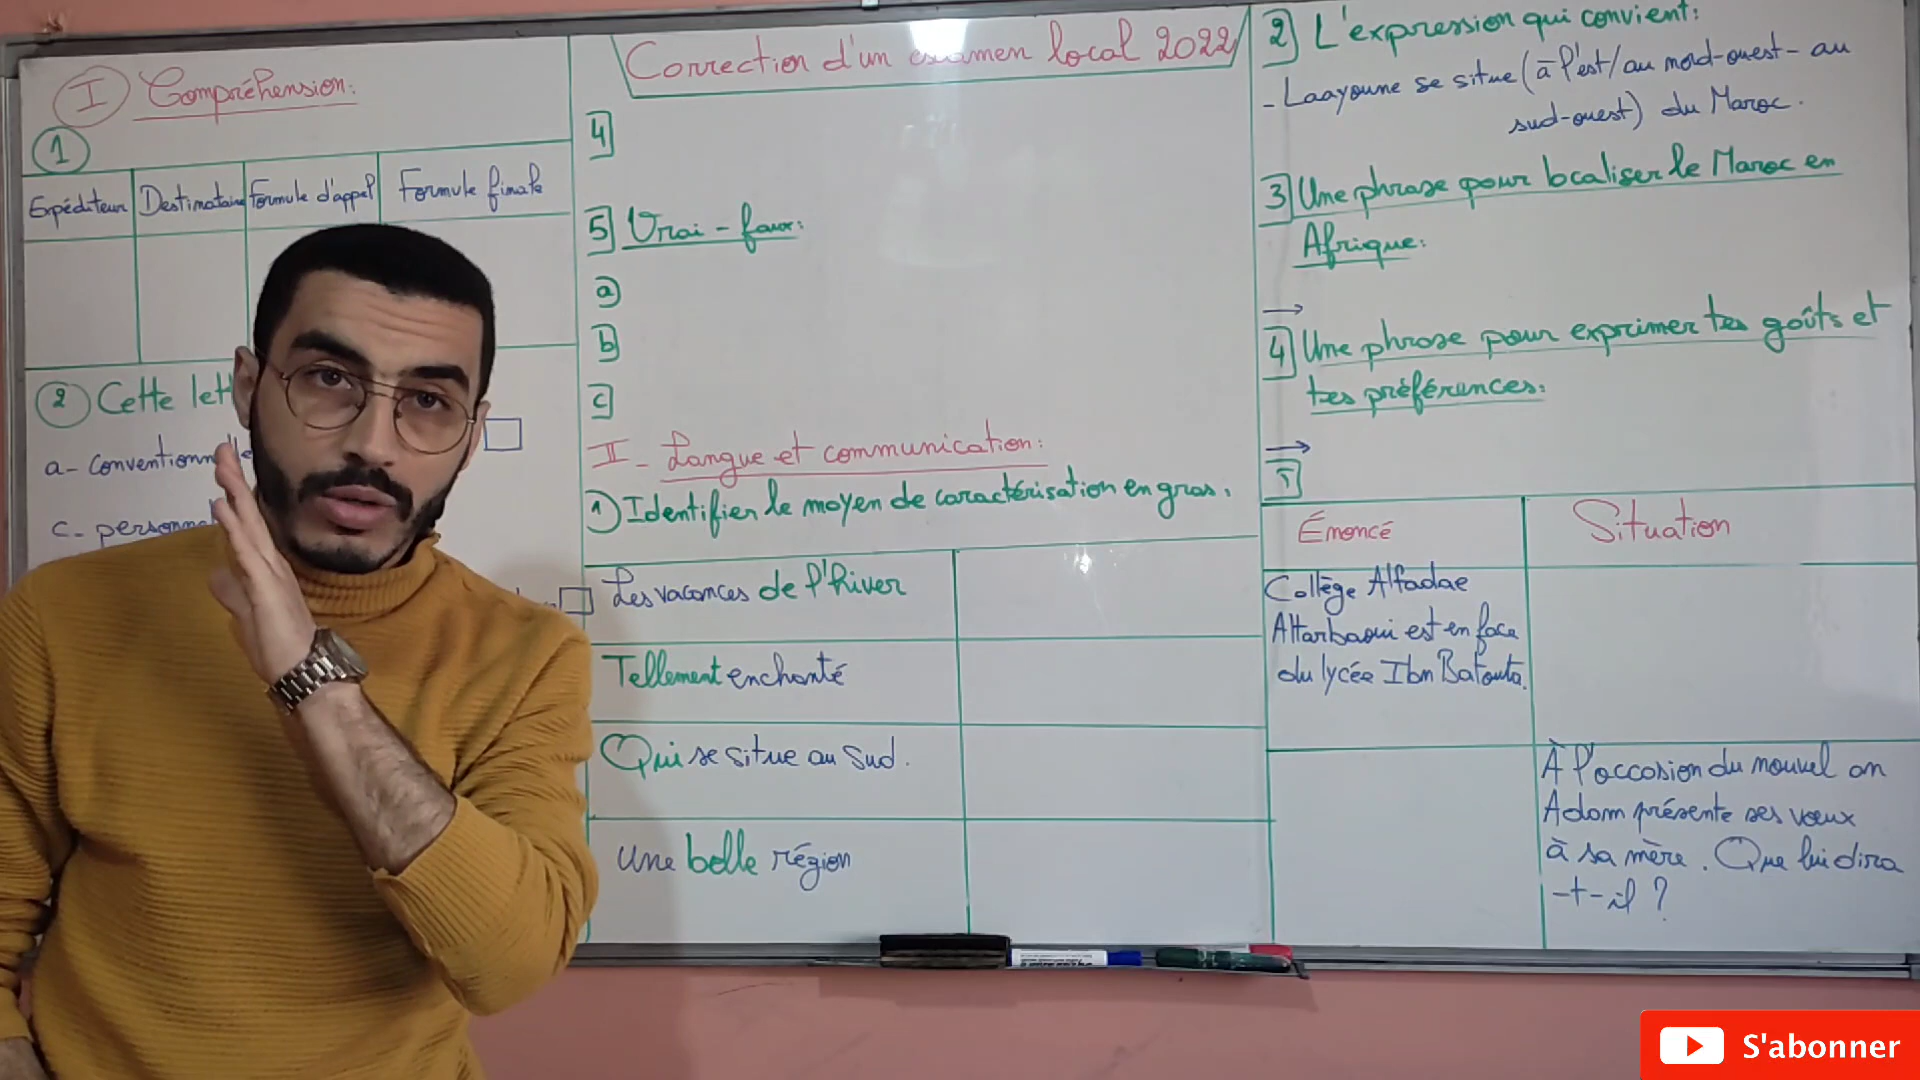 Correction d'un examen local 2022
I Compréhension:
1
Expéditeur Destinataire Formule d'appel Formule finale
2 Cette
a- conventionnelle
c-
4
5 Vrai - faux:
a
b
c
II - Langue et communication:
1) Identifier le moyen de caractérisation en gras.
Les vacances de l'hiver
Tellement enchanté
Qui se situe au Sud.
une belle région
2 L'expression qui convient:
- Laayoune se situe (à l'est/au nord-ouest - au
sud-ouest) du Maroc.
3 Une phrase pour localiser le Maroc en
Afrique:
→
4 Une phrase pour exprimer tes goûts et
tes préférences:
→
5
Énoncé Situation
Collège Alfadae
Attarbaoui est en face
du lycée Ibn Batouta.
À l'occasion du nouvel an
Adam présente ses vœux
à sa mère. Que lui dira
-t-il ?
S'abonner